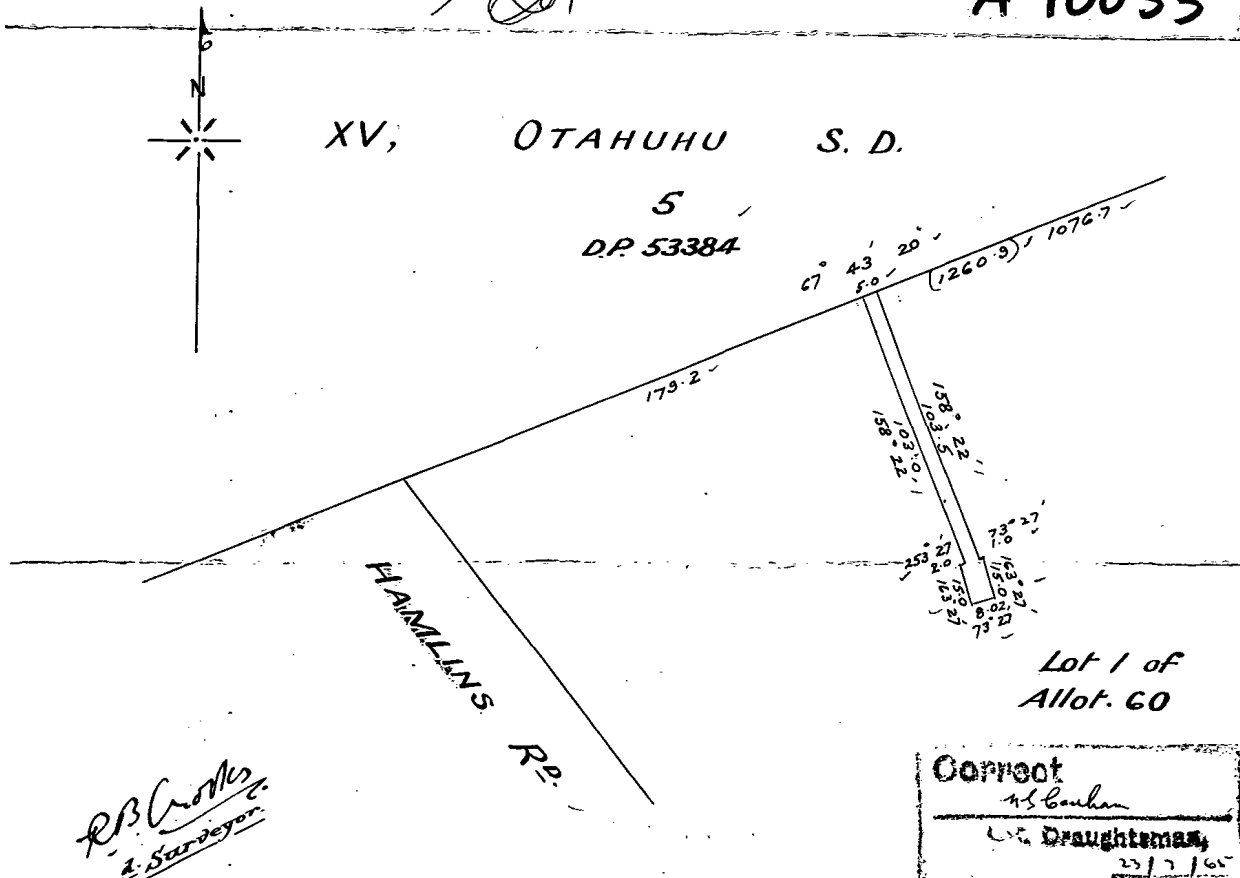 A 10033
N
XV, OTAHUHU S. D.
5
D.P. 53384
67° 43' 20"
5.0
(1260.9)
1076.7
179.2
158° 22'
103.5
103.0
158° 22'
253° 27'
2.0
73° 27'
1.0
15.0
163° 27'
163° 27'
15.0
8.02
73° 27'
HAMLINS RD.
Lot 1 of
Allot. 60
R B Crooks
Surveyor.
Correct
Draughtsman,
23/7/65